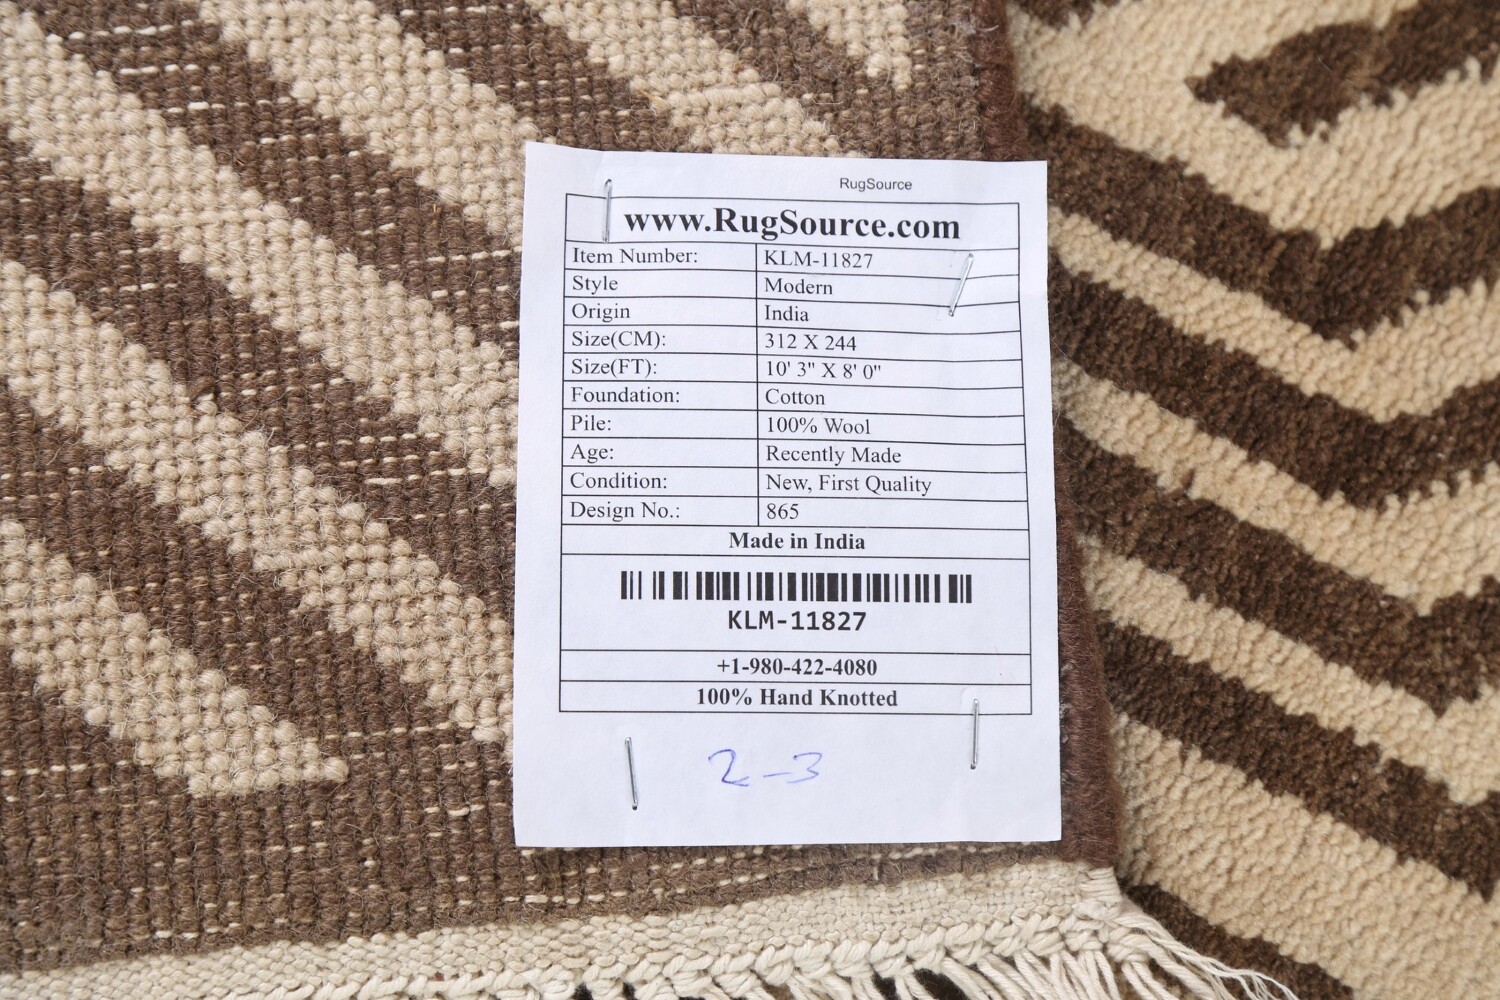 RugSource
www.RugSource.com
Item Number: KLM-11827
Style Modern
Origin India
Size(CM): 312 X 244
Size(FT): 10' 3" X 8' 0"
Foundation: Cotton
Pile: 100% Wool
Age: Recently Made
Condition: New, First Quality
Design No.: 865
Made in India
KLM-11827
+1-980-422-4080
100% Hand Knotted
2-3